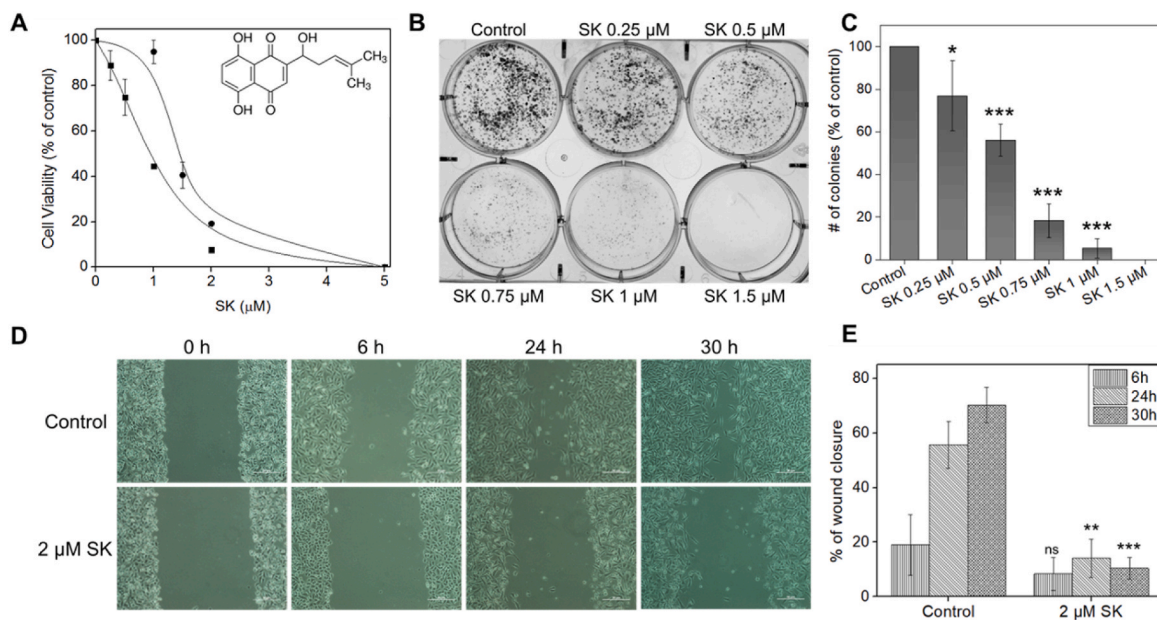 A
Cell Viability (% of control)
100
80
60
40
20
0
0
1
2
3
4
5
SK (μM)
OH
O
OH
CH₃
CH₃
OH
O
B
Control
SK 0.25 μM
SK 0.5 μM
SK 0.75 μM
SK 1 μM
SK 1.5 μM
C
# of colonies (% of control)
100
80
60
40
20
0
*
***
***
***
Control
SK 0.25 μM
SK 0.5 μM
SK 0.75 μM
SK 1 μM
SK 1.5 μM
D
0 h
6 h
24 h
30 h
Control
2 μM SK
E
% of wound closure
80
60
40
20
0
6h
24h
30h
ns
**
***
Control
2 μM SK